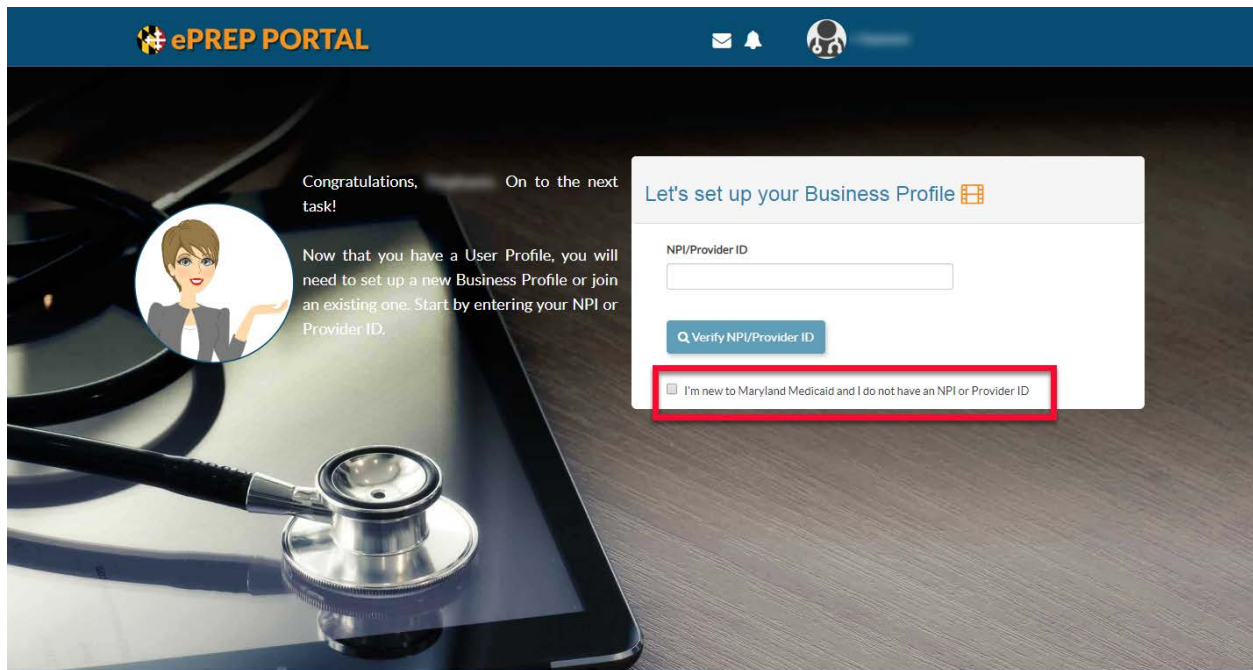 ePREP PORTAL
Congratulations, On to the next
task!
Now that you have a User Profile, you will
need to set up a new Business Profile or join
an existing one. Start by entering your NPI or
Provider ID.
Let's set up your Business Profile
NPI/Provider ID
Verify NPI/Provider ID
I'm new to Maryland Medicaid and I do not have an NPI or Provider ID